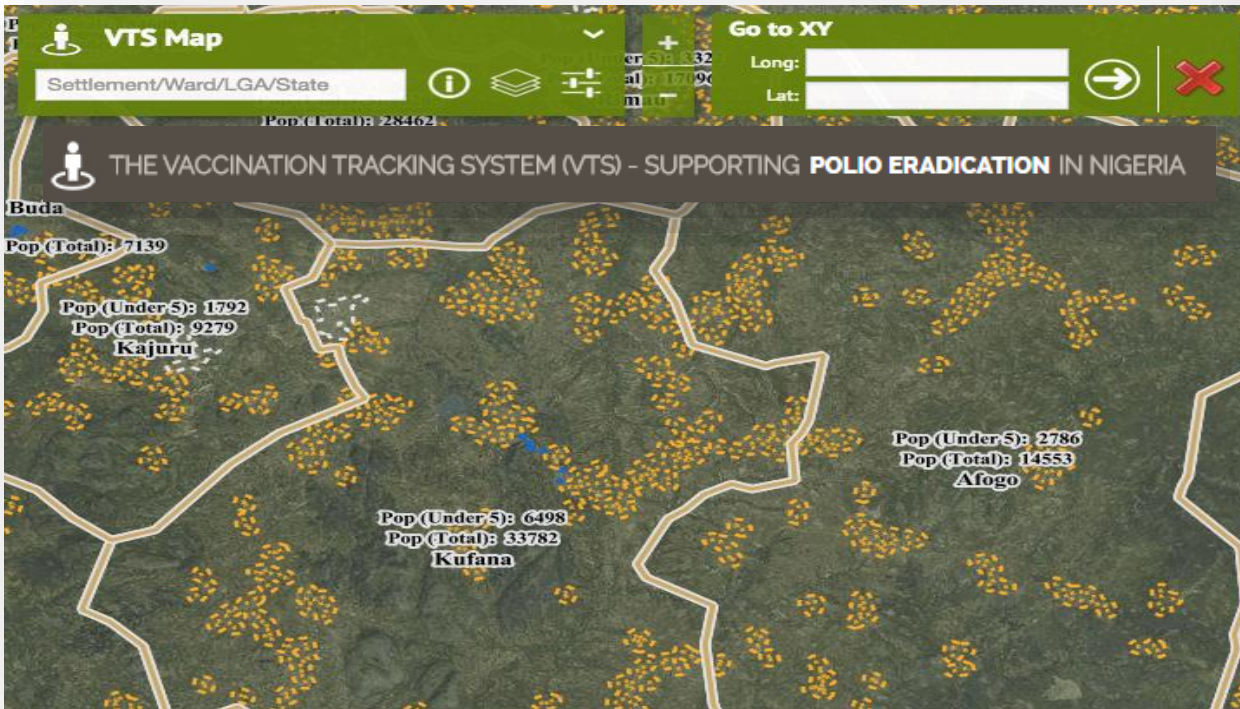 VTS Map
Settlement/Ward/LGA/State
Go to XY
Long:
Lat:
Pop (Total): 28462
THE VACCINATION TRACKING SYSTEM (VTS) - SUPPORTING POLIO ERADICATION IN NIGERIA
Buda
Pop (Total): 7139
Pop (Under 5): 1792
Pop (Total): 9279
Kajuru
Pop (Under 5): 2786
Pop (Total): 14553
Afogo
Pop (Under 5): 6498
Pop (Total): 33782
Kufana